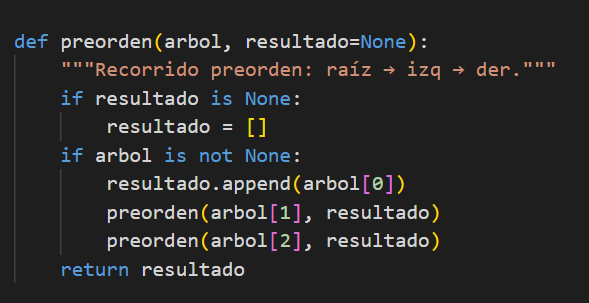 def preorden(arbol, resultado=None):
    """Recorrido preorden: raíz → izq → der."""
    if resultado is None:
        resultado = []
    if arbol is not None:
        resultado.append(arbol[0])
        preorden(arbol[1], resultado)
        preorden(arbol[2], resultado)
    return resultado